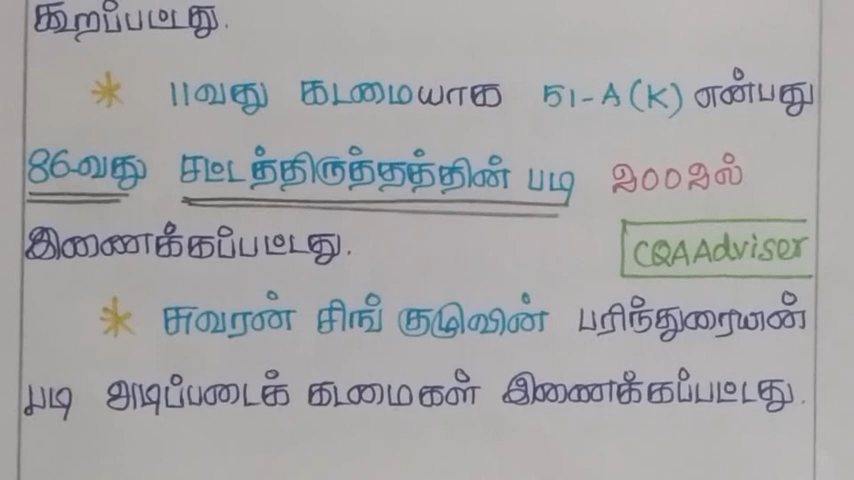 கூறப்பட்டது.
* 11வது கடமையாக 51-A(K) என்பது
86-வது சட்டத்திருத்தத்தின் படி 2002ல்
இணைக்கப்பட்டது.
CQAAdviser
* சுவரன் சிங் குழுவின் பரிந்துரையின்
படி அடிப்படைக் கடமைகள் இணைக்கப்பட்டது.